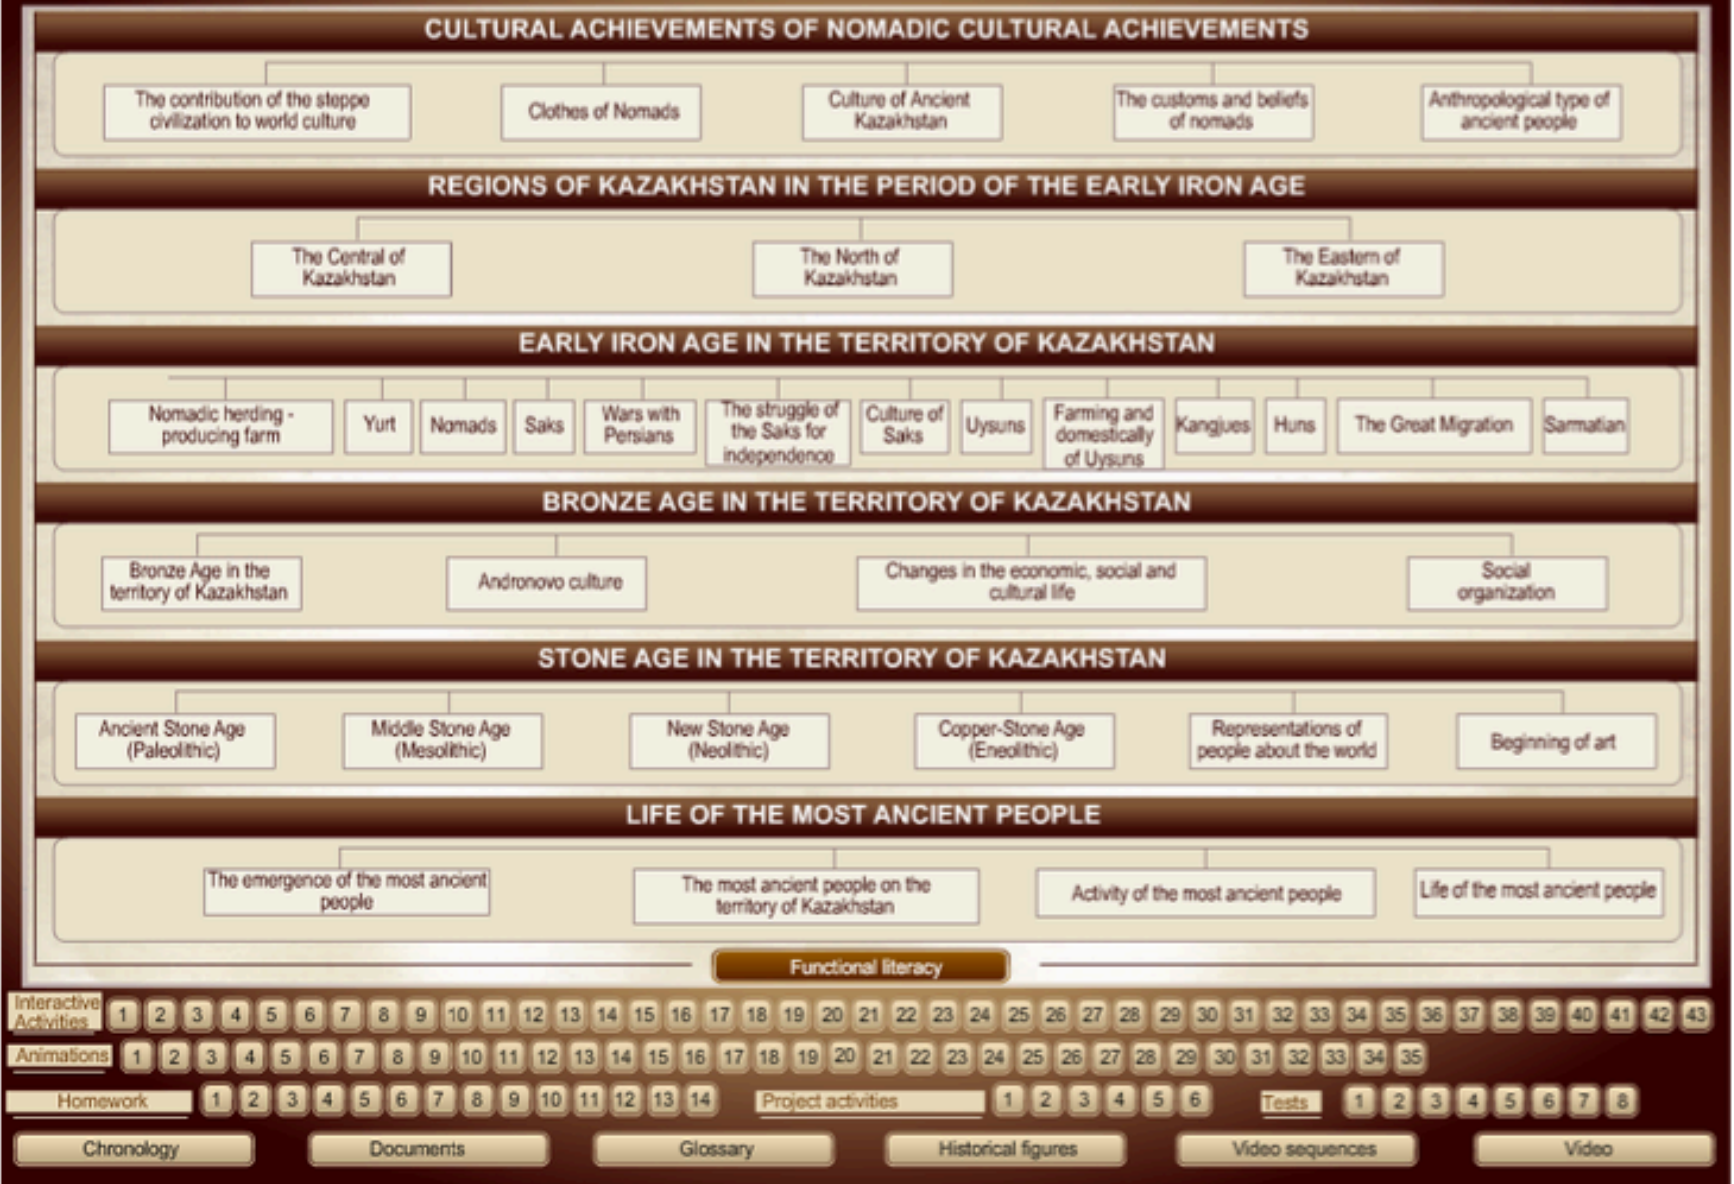 CULTURAL ACHIEVEMENTS OF NOMADIC CULTURAL ACHIEVEMENTS
The contribution of the steppe
civilization to world culture
Clothes of Nomads
Culture of Ancient
Kazakhstan
The customs and beliefs
of nomads
Anthropological type of
ancient people
REGIONS OF KAZAKHSTAN IN THE PERIOD OF THE EARLY IRON AGE
The Central of
Kazakhstan
The North of
Kazakhstan
The Eastern of
Kazakhstan
EARLY IRON AGE IN THE TERRITORY OF KAZAKHSTAN
Nomadic herding -
producing farm
Yurt
Nomads
Saks
Wars with
Persians
The struggle of
the Saks for
independence
Culture of
Saks
Uysuns
Farming and
domestically
of Uysuns
Kangjues
Huns
The Great Migration
Sarmatian
BRONZE AGE IN THE TERRITORY OF KAZAKHSTAN
Bronze Age in the
territory of Kazakhstan
Andronovo culture
Changes in the economic, social and
cultural life
Social
organization
STONE AGE IN THE TERRITORY OF KAZAKHSTAN
Ancient Stone Age
(Paleolithic)
Middle Stone Age
(Mesolithic)
New Stone Age
(Neolithic)
Copper-Stone Age
(Eneolithic)
Representations of
people about the world
Beginning of art
LIFE OF THE MOST ANCIENT PEOPLE
The emergence of the most ancient
people
The most ancient people on the
territory of Kazakhstan
Activity of the most ancient people
Life of the most ancient people
Functional literacy
Interactive
Activities
1 2 3 4 5 6 7 8 9 10 11 12 13 14 15 16 17 18 19 20 21 22 23 24 25 26 27 28 29 30 31 32 33 34 35 36 37 38 39 40 41 42 43
Animations 1 2 3 4 5 6 7 8 9 10 11 12 13 14 15 16 17 18 19 20 21 22 23 24 25 26 27 28 29 30 31 32 33 34 35
Homework 1 2 3 4 5 6 7 8 9 10 11 12 13 14 Project activities 1 2 3 4 5 6 Tests 1 2 3 4 5 6 7 8
Chronology Documents Glossary Historical figures Video sequences Video